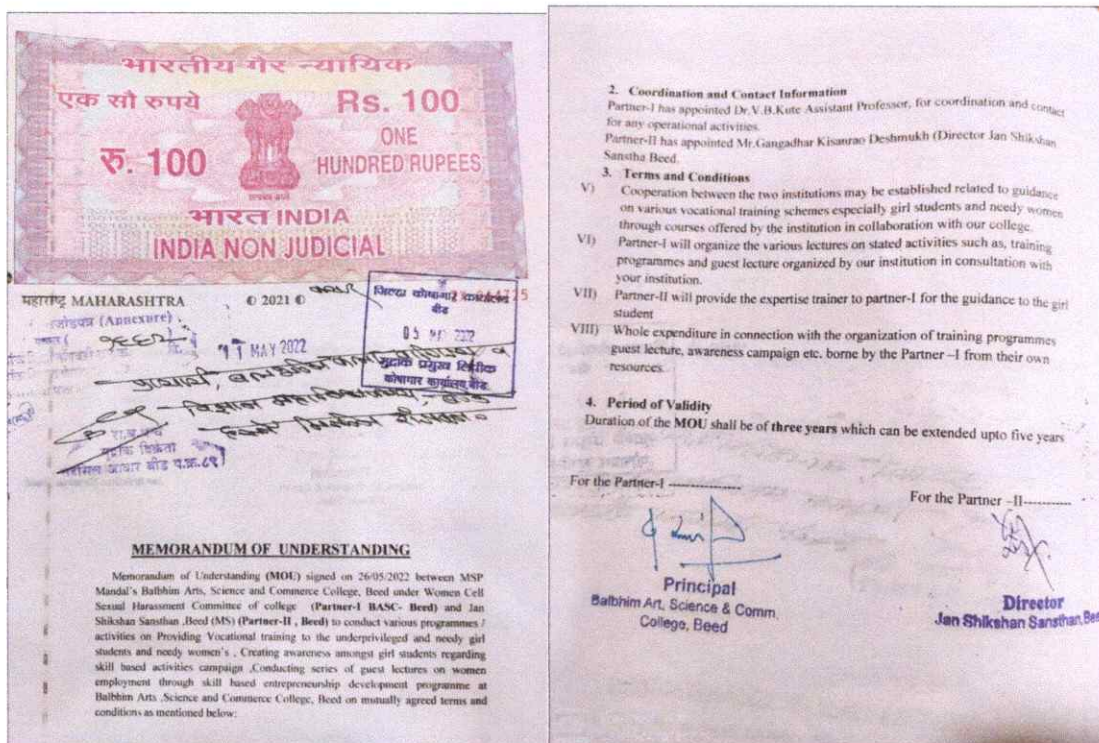 भारतीय गैर न्यायिक
एक सौ रुपये
Rs. 100
रु. 100
ONE
HUNDRED RUPEES
भारत INDIA
INDIA NON JUDICIAL
महाराष्ट्र MAHARASHTRA
© 2021 ©
जोडपत्र (Annexure)
11 MAY 2022
जिल्हा कोषागार कार्यालय
बीड
05 MAY 2022
मुद्रांक प्रमुख लिपीक
कोषागार कार्यालय, बीड
मुद्रांक विक्रेता
MEMORANDUM OF UNDERSTANDING
Memorandum of Understanding (MOU) signed on 26/05/2022 between MSP
Mandal's Balbhim Arts, Science and Commerce College, Beed under Women Cell
Sexual Harassment Committee of college (Partner-I BASC- Beed) and Jan
Shikshan Sansthan ,Beed (MS) (Partner-II , Beed) to conduct various programmes /
activities on Providing Vocational training to the underprivileged and needy girl
students and needy women's , Creating awareness amongst girl students regarding
skill based activities campaign ,Conducting series of guest lectures on women
employment through skill based entrepreneurship development programme at
Balbhim Arts ,Science and Commerce College, Beed on mutually agreed terms and
conditions as mentioned below:
2. Coordination and Contact Information
Partner-I has appointed Dr.V.B.Kute Assistant Professor, for coordination and contact
for any operational activities.
Partner-II has appointed Mr.Gangadhar Kisanrao Deshmukh (Director Jan Shikshan
Sanstha Beed.
3. Terms and Conditions
V) Cooperation between the two institutions may be established related to guidance
on various vocational training schemes especially girl students and needy women
through courses offered by the institution in collaboration with our college.
VI) Partner-I will organize the various lectures on stated activities such as, training
programmes and guest lecture organized by our institution in consultation with
your institution.
VII) Partner-II will provide the expertise trainer to partner-I for the guidance to the girl
student
VIII) Whole expenditure in connection with the organization of training programmes
guest lecture, awareness campaign etc. borne by the Partner –I from their own
resources.
4. Period of Validity
Duration of the MOU shall be of three years which can be extended upto five years
For the Partner-I ---------------
For the Partner –II-----------
Principal
Balbhim Art, Science & Comm.
College, Beed
Director
Jan Shikshan Sansthan, Beed